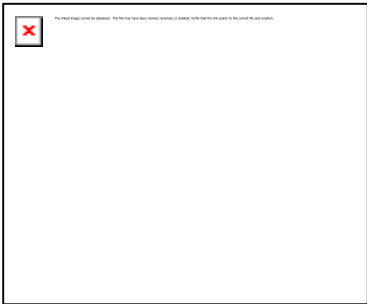 The linked image cannot be displayed.  The file may have been moved, renamed, or deleted. Verify that the link points to the correct file and location.